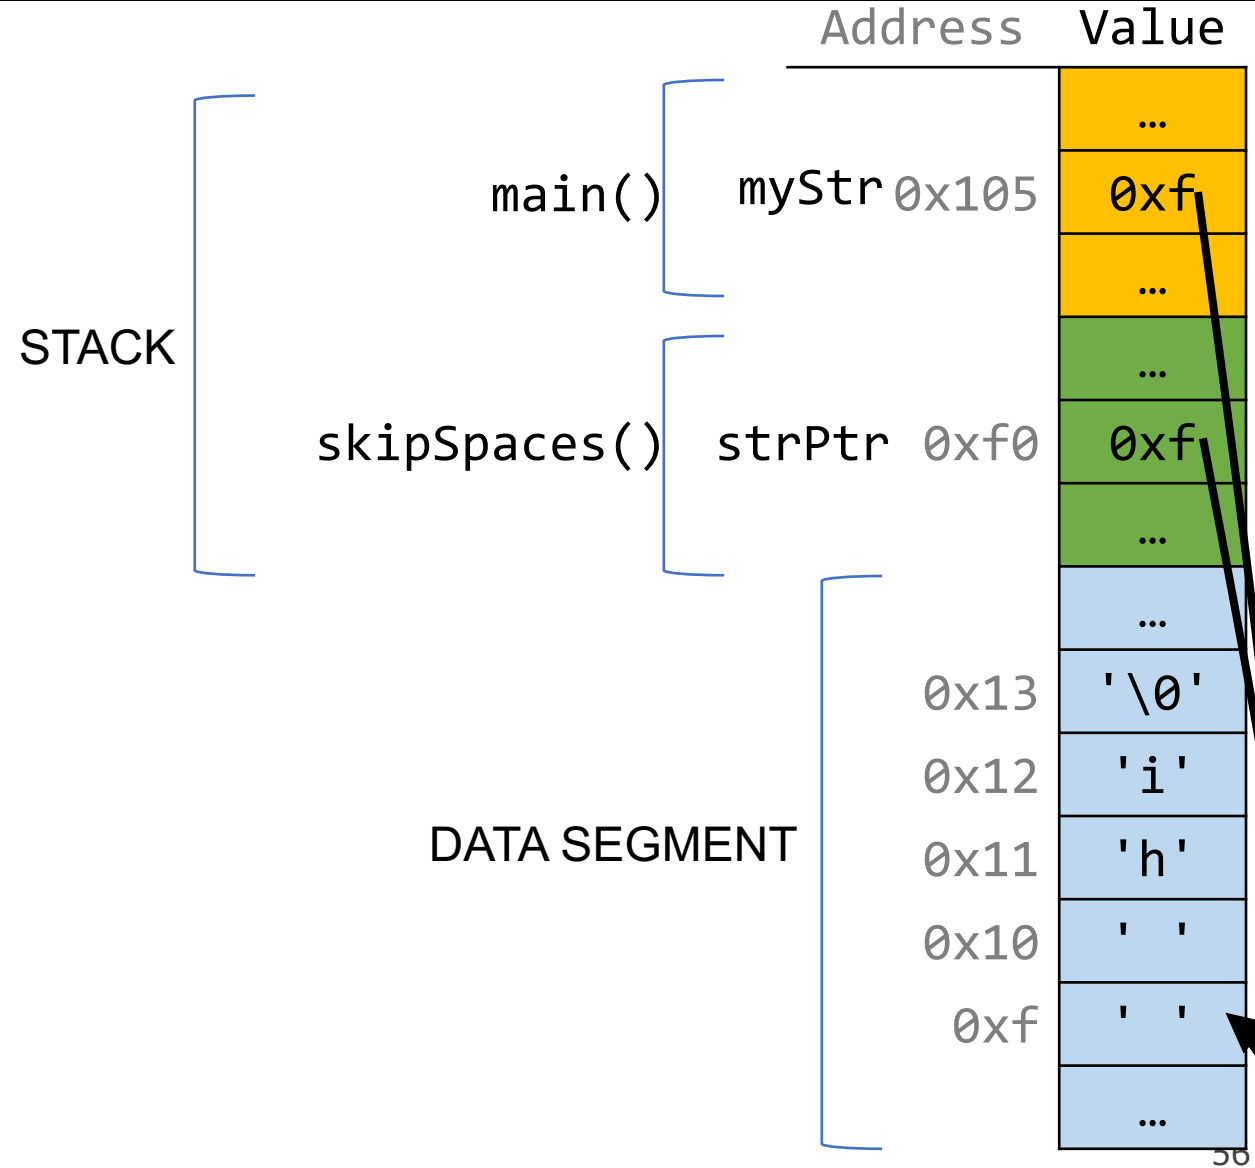 Address Value
…
main() myStr 0x105 0xf
…
STACK
…
skipSpaces() strPtr 0xf0 0xf
…
…
0x13 '\0'
0x12 'i'
DATA SEGMENT
0x11 'h'
0x10 ' '
0xf ' '
…
56